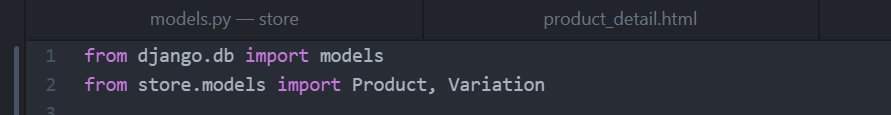 models.py — store
product_detail.html
1 from django.db import models
2 from store.models import Product, Variation
3